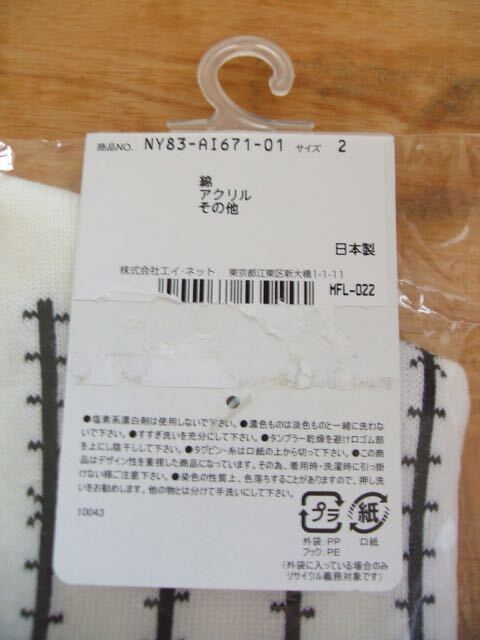 商品NO. NY83-AI671-01 サイズ 2
綿
アクリル
その他
日本製
株式会社エイ・ネット 東京都江東区新大橋1-1-11
MFL-022
●塩素系漂白剤は使用しないで下さい。●濃色ものは淡色ものと一緒に洗わな
いで下さい。●すすぎ洗いを充分にして下さい。●タンブラー乾燥を避け口ゴム部
を上にし陰干しして下さい。●タグピン・糸は口紙の上から切って下さい。●この商
品はデザイン性を重視した商品になっています。その為、着用時・洗濯時に引っ掛
けない様ご注意下さい。●染色の性質上、色落ちすることがありますので、押し洗
いをお勧めします。他の物とは分けて手洗いにして下さい。
10043
プラ 紙
外袋:PP 口紙
フック:PE
(外袋に入っている場合のみ
リサイクル義務対象です)